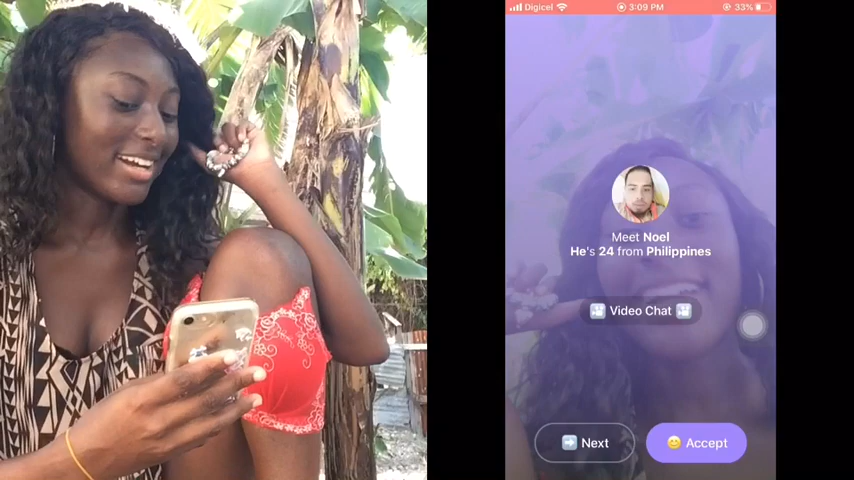 Digicel 3:09 PM 33%
Meet Noel
He's 24 from Philippines
Video Chat
Next Accept